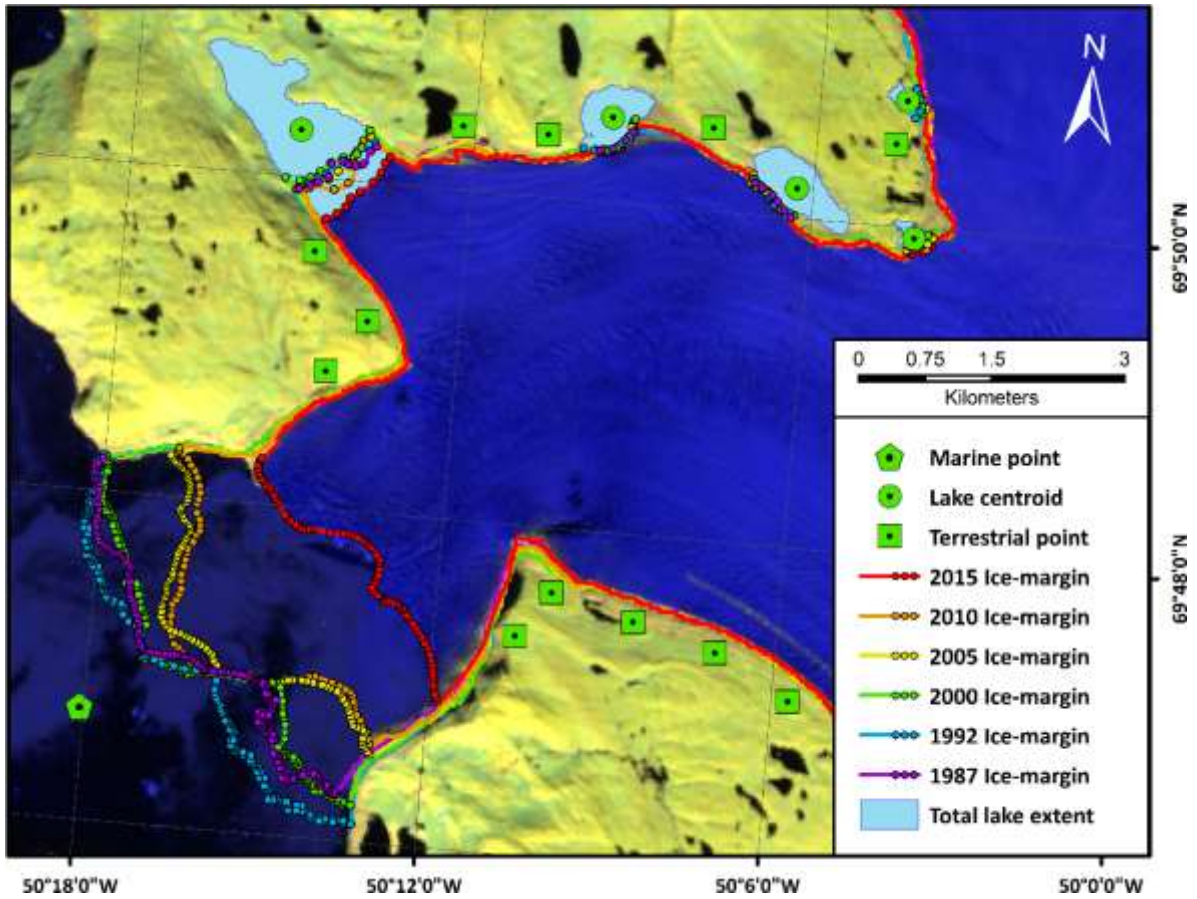 N
69°50'0"N
0 0.75 1.5 3
Kilometers
Marine point
Lake centroid
Terrestrial point
2015 Ice-margin
2010 Ice-margin
2005 Ice-margin
2000 Ice-margin
1992 Ice-margin
1987 Ice-margin
Total lake extent
69°48'0"N
50°18'0"W 50°12'0"W 50°6'0"W 50°0'0"W